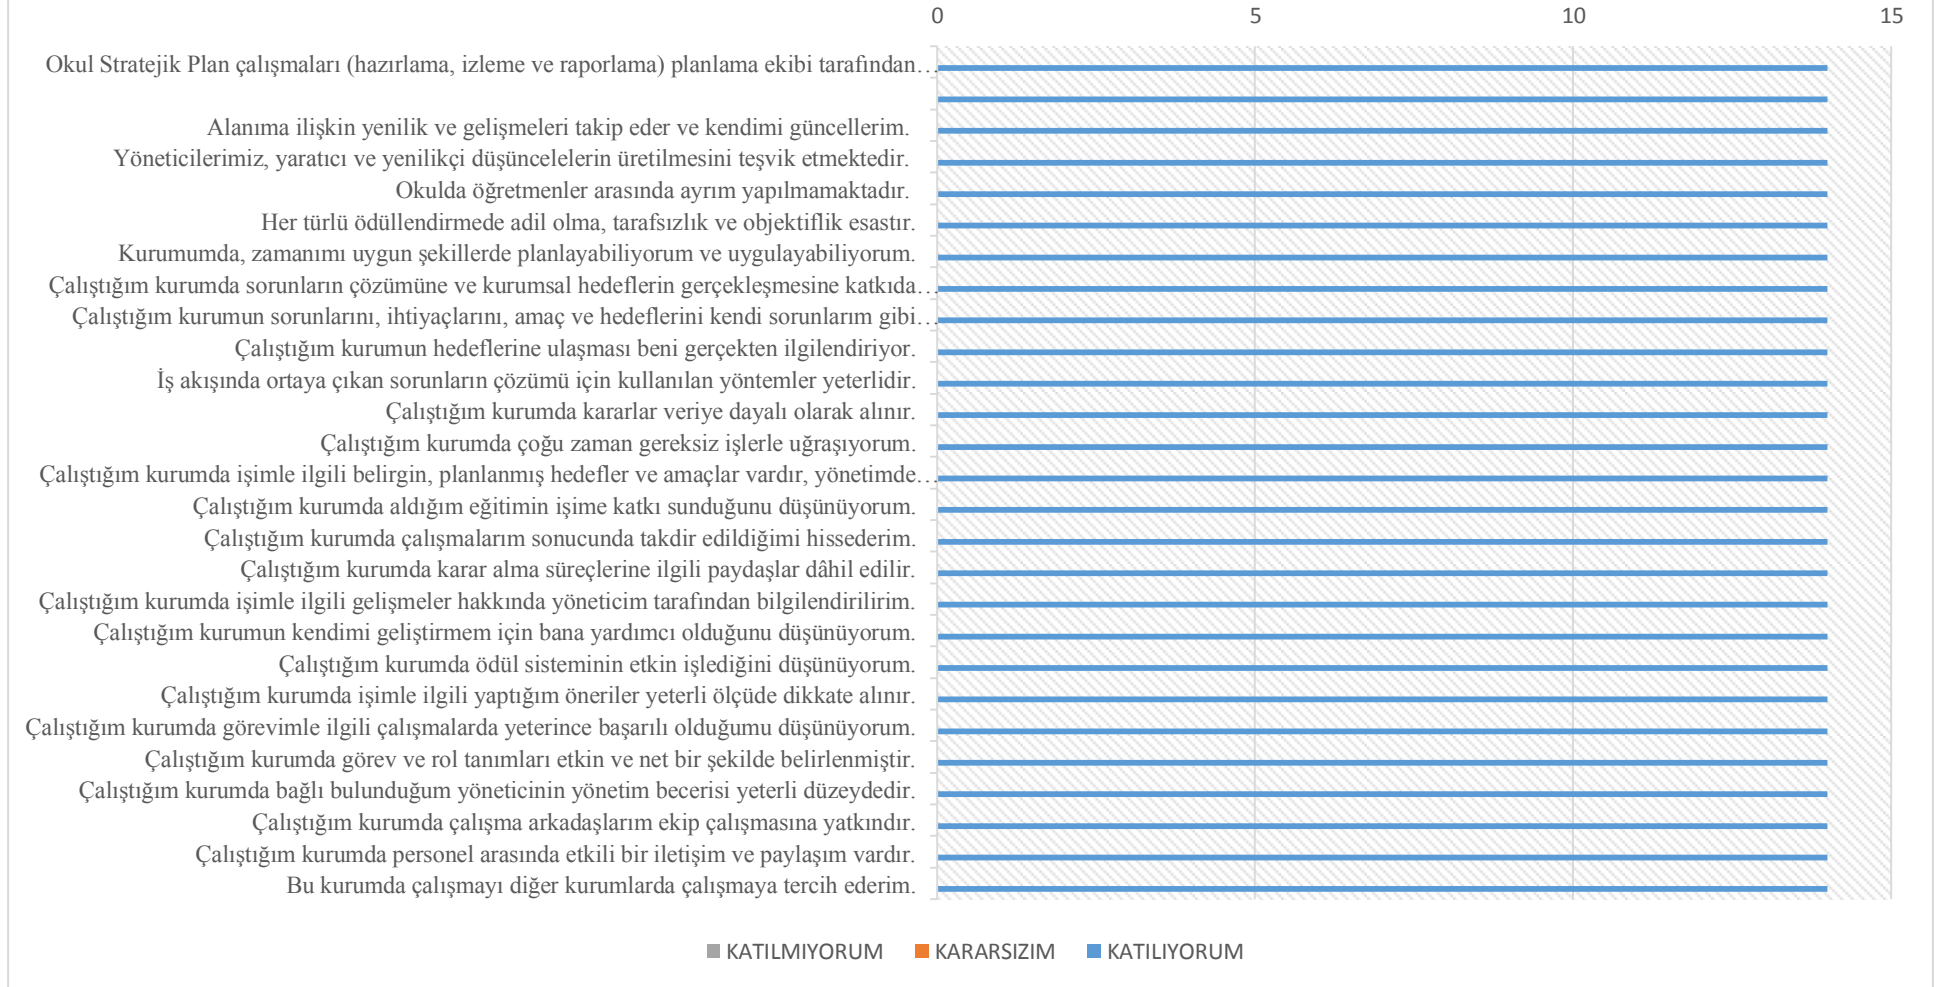 0 5 10 15
Okul Stratejik Plan çalışmaları (hazırlama, izleme ve raporlama) planlama ekibi tarafından…
Alanıma ilişkin yenilik ve gelişmeleri takip eder ve kendimi güncellerim.
Yöneticilerimiz, yaratıcı ve yenilikçi düşüncelelerin üretilmesini teşvik etmektedir.
Okulda öğretmenler arasında ayrım yapılmamaktadır.
Her türlü ödüllendirmede adil olma, tarafsızlık ve objektiflik esastır.
Kurumumda, zamanımı uygun şekillerde planlayabiliyorum ve uygulayabiliyorum.
Çalıştığım kurumda sorunların çözümüne ve kurumsal hedeflerin gerçekleşmesine katkıda…
Çalıştığım kurumun sorunlarını, ihtiyaçlarını, amaç ve hedeflerini kendi sorunlarım gibi…
Çalıştığım kurumun hedeflerine ulaşması beni gerçekten ilgilendiriyor.
İş akışında ortaya çıkan sorunların çözümü için kullanılan yöntemler yeterlidir.
Çalıştığım kurumda kararlar veriye dayalı olarak alınır.
Çalıştığım kurumda çoğu zaman gereksiz işlerle uğraşıyorum.
Çalıştığım kurumda işimle ilgili belirgin, planlanmış hedefler ve amaçlar vardır, yönetimde…
Çalıştığım kurumda aldığım eğitimin işime katkı sunduğunu düşünüyorum.
Çalıştığım kurumda çalışmalarım sonucunda takdir edildiğimi hissederim.
Çalıştığım kurumda karar alma süreçlerine ilgili paydaşlar dâhil edilir.
Çalıştığım kurumda işimle ilgili gelişmeler hakkında yöneticim tarafından bilgilendirilirim.
Çalıştığım kurumun kendimi geliştirmem için bana yardımcı olduğunu düşünüyorum.
Çalıştığım kurumda ödül sisteminin etkin işlediğini düşünüyorum.
Çalıştığım kurumda işimle ilgili yaptığım öneriler yeterli ölçüde dikkate alınır.
Çalıştığım kurumda görevimle ilgili çalışmalarda yeterince başarılı olduğumu düşünüyorum.
Çalıştığım kurumda görev ve rol tanımları etkin ve net bir şekilde belirlenmiştir.
Çalıştığım kurumda bağlı bulunduğum yöneticinin yönetim becerisi yeterli düzeydedir.
Çalıştığım kurumda çalışma arkadaşlarım ekip çalışmasına yatkındır.
Çalıştığım kurumda personel arasında etkili bir iletişim ve paylaşım vardır.
Bu kurumda çalışmayı diğer kurumlarda çalışmaya tercih ederim.
KATILMIYORUM KARARSIZIM KATILIYORUM